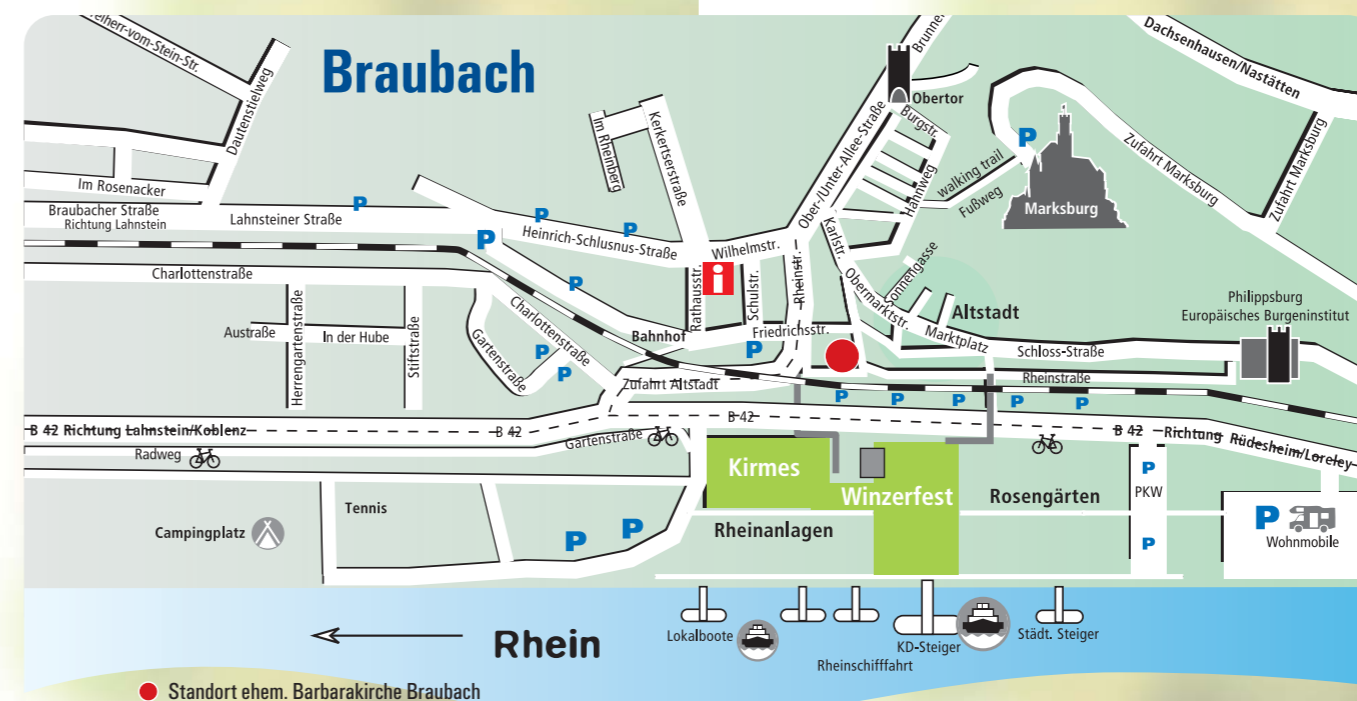 Braubach
eiherr-vom-Stein-Str.
Dautenstielweg
Im Rosenacker
Braubacher Straße
Richtung Lahnstein
Lahnsteiner Straße
P
P
P
P
P
Heinrich-Schlusnus-Straße
Im Rheinberg
Kerkertserstraße
Wilhelmstr.
Ober-/Unter-Allee-Straße
Brunne
Obertor
Burgstr.
Hahnweg
walking trail
Fußweg
P
Marksburg
Zufahrt Marksburg
Zufahrt Marksburg
Dachsenhausen/Nastätten
Charlottenstraße
Charlottenstraße
Herrengartenstraße
Austraße
In der Hube
Stiftstraße
Gartenstraße
P
P
Bahnhof
Rathausstr.
i
Schulstr.
Rheinstr.
Friedrichsstr.
P
Karlstr.
Obermarktstr.
Sonnengasse
Marktplatz
Altstadt
Schloss-Straße
Rheinstraße
Philippsburg
Europäisches Burgeninstitut
Zufahrt Altstadt
P
P
P
P
P
B 42 Richtung Lahnstein/Koblenz
B 42
B 42
B 42
Richtung Rüdesheim/Loreley
Radweg
Gartenstraße
Kirmes
Winzerfest
Rosengärten
P
PKW
P
P
Wohnmobile
Tennis
Campingplatz
P
P
Rheinanlagen
Rhein
Lokalboote
Rheinschifffahrt
KD-Steiger
Städt. Steiger
Standort ehem. Barbarakirche Braubach